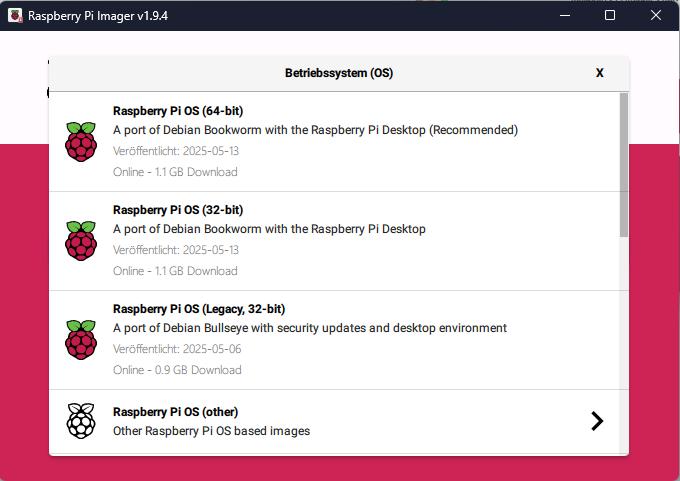 Raspberry Pi Imager v1.9.4
Betriebssystem (OS)
X
Raspberry Pi OS (64-bit)
A port of Debian Bookworm with the Raspberry Pi Desktop (Recommended)
Veröffentlicht: 2025-05-13
Online - 1.1 GB Download
Raspberry Pi OS (32-bit)
A port of Debian Bookworm with the Raspberry Pi Desktop
Veröffentlicht: 2025-05-13
Online - 1.1 GB Download
Raspberry Pi OS (Legacy, 32-bit)
A port of Debian Bullseye with security updates and desktop environment
Veröffentlicht: 2025-05-06
Online - 0.9 GB Download
Raspberry Pi OS (other)
Other Raspberry Pi OS based images